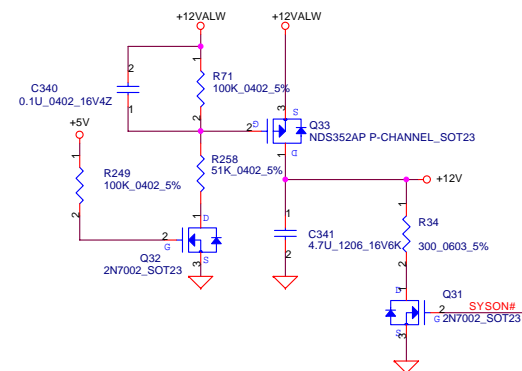 +12VALW
+12VALW
2
C340
0.1U_0402_16V4Z
1
1
R71
100K_0402_5%
2
3
S
G
2
Q33
NDS352AP P-CHANNEL_SOT23
D
1
+5V
1
R249
100K_0402_5%
2
1
R258
51K_0402_5%
2
+12V
1
D
2
G
Q32
2N7002_SOT23
3
S
1
C341
4.7U_1206_16V6K
2
1
R34
300_0603_5%
2
1
D
Q31
SYSON#
2
G
2N7002_SOT23
3
S